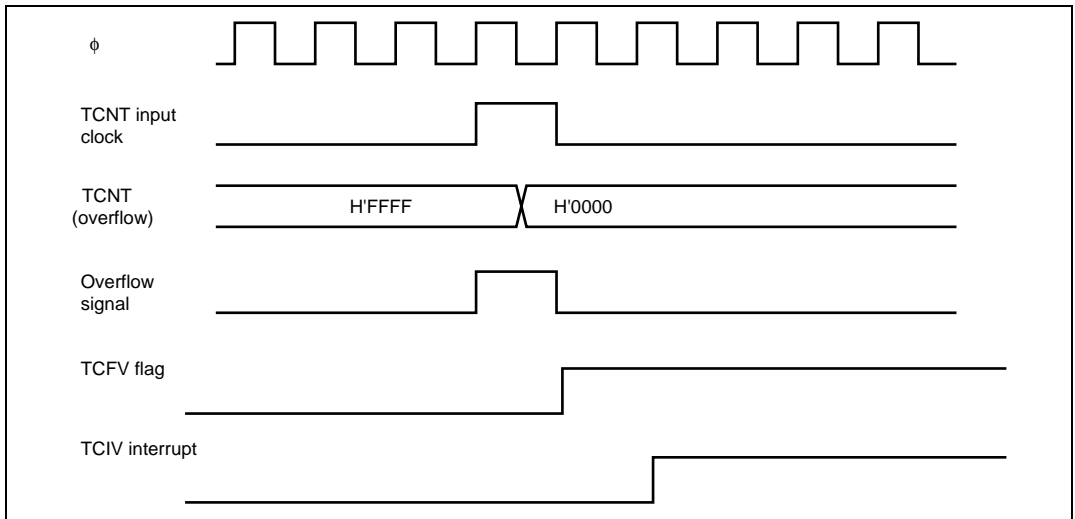 ϕ
TCNT input
clock
TCNT
(overflow)
H'FFFF
H'0000
Overflow
signal
TCFV flag
TCIV interrupt